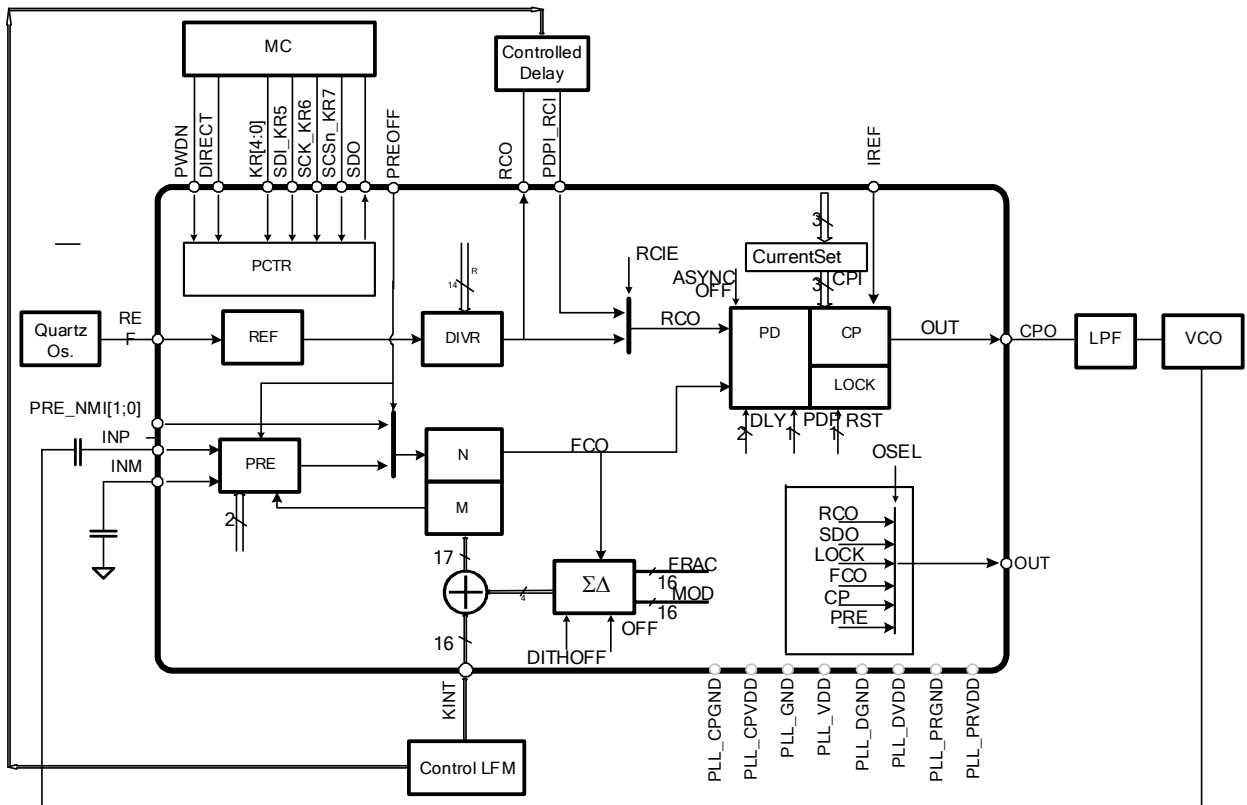 MC
Controlled
Delay
PWDN
DIRECT
KR[4:0]
SDI_KR5
SCK_KR6
SCSn_KR7
SDO
PREOFF
RCO
PDPI_RCI
IREF
3
CurrentSet
3
CPI
RCIE
ASYNC
OFF
PCTR
R
14
Quartz
Os.
RE
F
REF
DIVR
RCO
PD
CP
LOCK
OUT
CPO
LPF
VCO
PRE_NMI[1;0]
INP
INM
PRE
2
N
M
FCO
2
DLY
1
PDP
1
RST
OSEL
RCO
SDO
LOCK
FCO
CP
PRE
OUT
17
ΣΔ
4
FRAC
16
MOD
16
OFF
DITHOFF
16
KINT
Control LFM
PLL_CPGND
PLL_CPVDD
PLL_GND
PLL_VDD
PLL_DGND
PLL_DVDD
PLL_PRGND
PLL_PRVDD